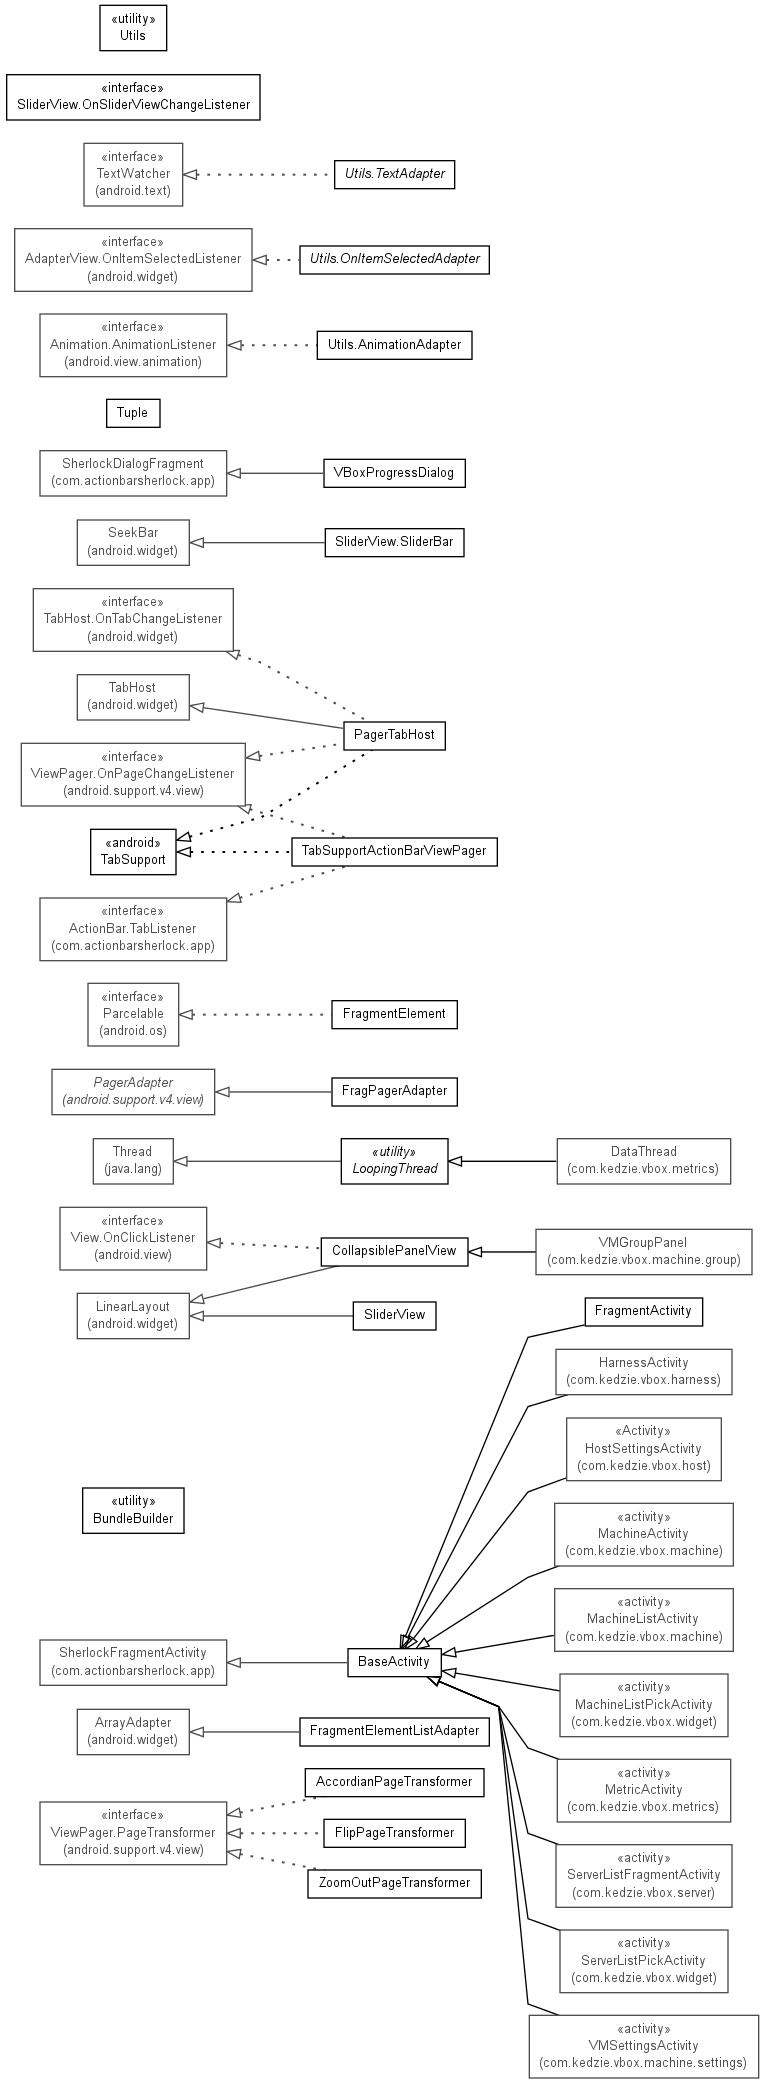 «utility»
Utils
«interface»
SliderView.OnSliderViewChangeListener
«interface»
TextWatcher
(android.text)
Utils.TextAdapter
«interface»
AdapterView.OnItemSelectedListener
(android.widget)
Utils.OnItemSelectedAdapter
«interface»
Animation.AnimationListener
(android.view.animation)
Utils.AnimationAdapter
Tuple
SherlockDialogFragment
(com.actionbarsherlock.app)
VBoxProgressDialog
SeekBar
(android.widget)
SliderView.SliderBar
«interface»
TabHost.OnTabChangeListener
(android.widget)
TabHost
(android.widget)
PagerTabHost
«interface»
ViewPager.OnPageChangeListener
(android.support.v4.view)
«android»
TabSupport
TabSupportActionBarViewPager
«interface»
ActionBar.TabListener
(com.actionbarsherlock.app)
«interface»
Parcelable
(android.os)
FragmentElement
PagerAdapter
(android.support.v4.view)
FragPagerAdapter
Thread
(java.lang)
«utility»
LoopingThread
DataThread
(com.kedzie.vbox.metrics)
«interface»
View.OnClickListener
(android.view)
CollapsiblePanelView
VMGroupPanel
(com.kedzie.vbox.machine.group)
LinearLayout
(android.widget)
SliderView
FragmentActivity
HarnessActivity
(com.kedzie.vbox.harness)
«Activity»
HostSettingsActivity
(com.kedzie.vbox.host)
«utility»
BundleBuilder
«activity»
MachineActivity
(com.kedzie.vbox.machine)
«activity»
MachineListActivity
(com.kedzie.vbox.machine)
SherlockFragmentActivity
(com.actionbarsherlock.app)
BaseActivity
«activity»
MachineListPickActivity
(com.kedzie.vbox.widget)
ArrayAdapter
(android.widget)
FragmentElementListAdapter
«activity»
MetricActivity
(com.kedzie.vbox.metrics)
AccordianPageTransformer
«interface»
ViewPager.PageTransformer
(android.support.v4.view)
FlipPageTransformer
ZoomOutPageTransformer
«activity»
ServerListFragmentActivity
(com.kedzie.vbox.server)
«activity»
ServerListPickActivity
(com.kedzie.vbox.widget)
«activity»
VMSettingsActivity
(com.kedzie.vbox.machine.settings)